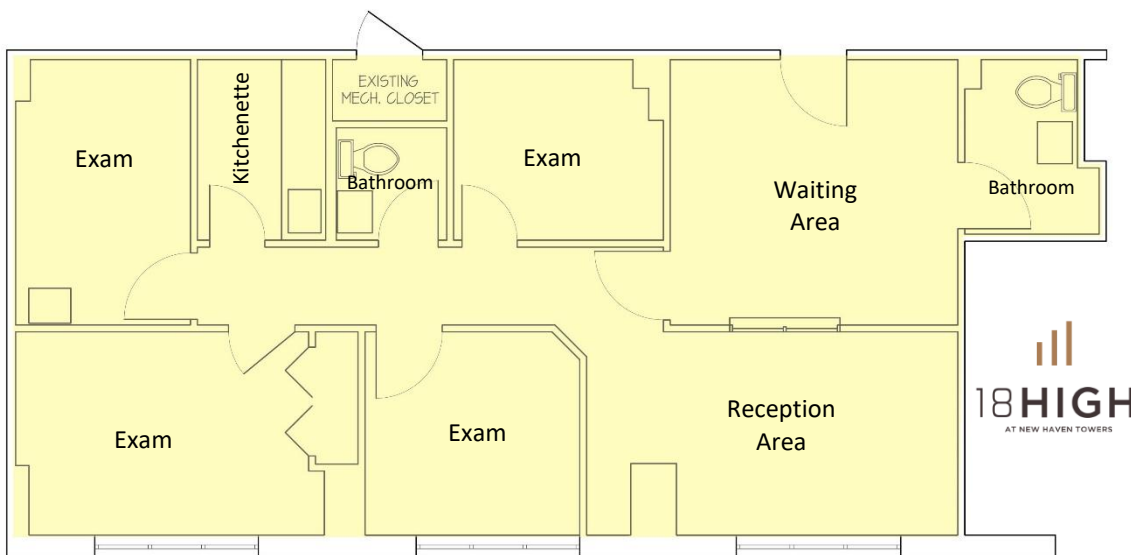 EXISTING
MECH. CLOSET
Kitchenette
Exam
Exam
Bathroom
Waiting
Area
Bathroom
Reception
Area
Exam
Exam
18HIGH
AT NEW HAVEN TOWERS